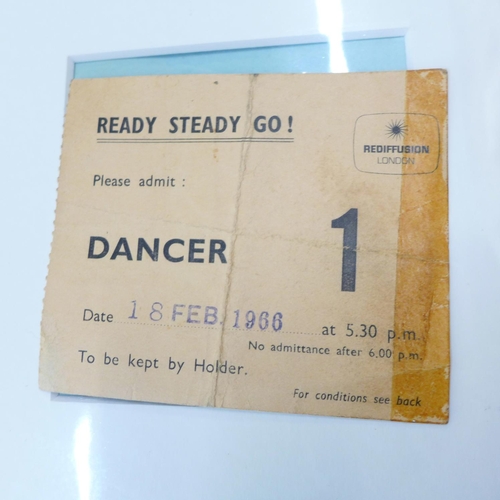 READY STEADY GO!
REDIFFUSION
LONDON
Please admit :
DANCER
1
Date 18 FEB. 1966 at 5.30 p.m.
No admittance after 6.00 p.m.
To be kept by Holder.
For conditions see back